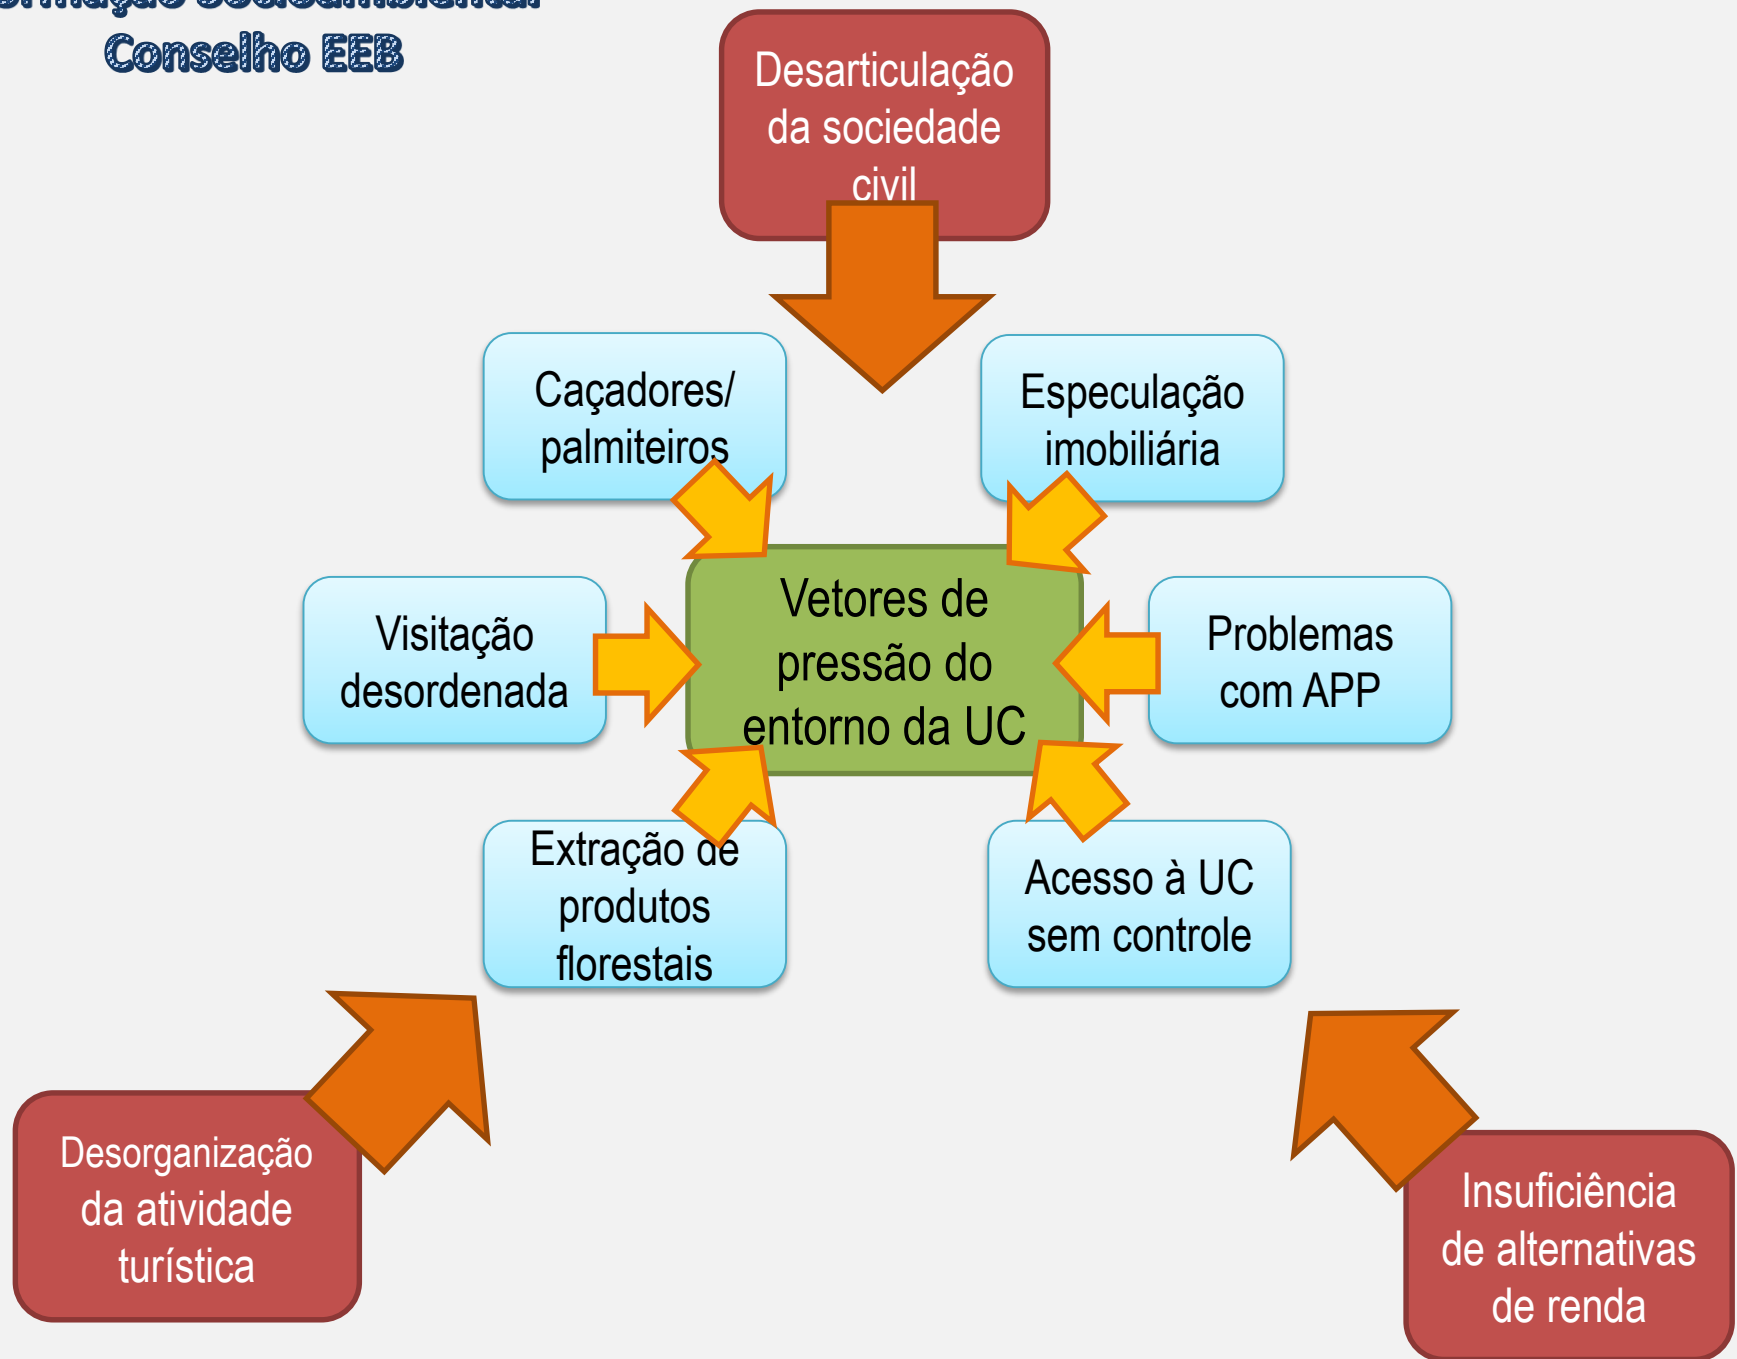 socioambiental
Conselho EEB
Desarticulação
da sociedade
civil
Caçadores/
palmiteiros
Especulação
imobiliária
Visitação
desordenada
Vetores de
pressão do
entorno da UC
Problemas
com APP
Extração de
produtos
florestais
Acesso à UC
sem controle
Desorganização
da atividade
turística
Insuficiência
de alternativas
de renda